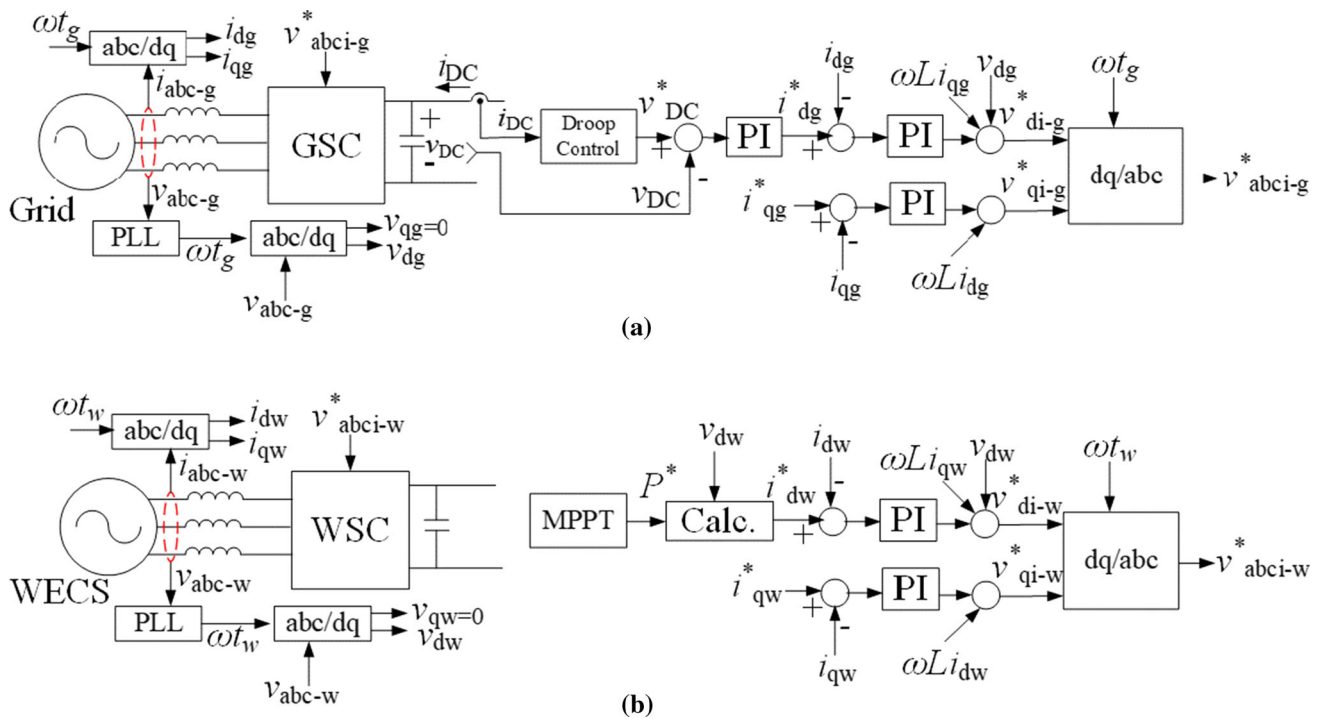 ωt_g
abc/dq
i_dg
i_qg
i_abc-g
v*_abci-g
GSC
Grid
v_abc-g
PLL
ωt_g
abc/dq
v_qg=0
v_dg
v_abc-g
i_DC
+
v_DC
-
i_DC
Droop
Control
v*_DC
+
-
v_DC
PI
i*_dg
+
i_dg
-
PI
ωLi_qg
v_dg
v*_di-g
i*_qg
+
-
i_qg
PI
v*_qi-g
ωLi_dg
ωt_g
dq/abc
v*_abci-g
(a)
ωt_w
abc/dq
i_dw
i_qw
i_abc-w
v*_abci-w
WSC
WECS
v_abc-w
PLL
ωt_w
abc/dq
v_qw=0
v_dw
v_abc-w
MPPT
P*
v_dw
Calc.
i*_dw
+
i_dw
-
PI
ωLi_qw
v_dw
v*_di-w
i*_qw
+
-
i_qw
PI
v*_qi-w
ωLi_dw
ωt_w
dq/abc
v*_abci-w
(b)